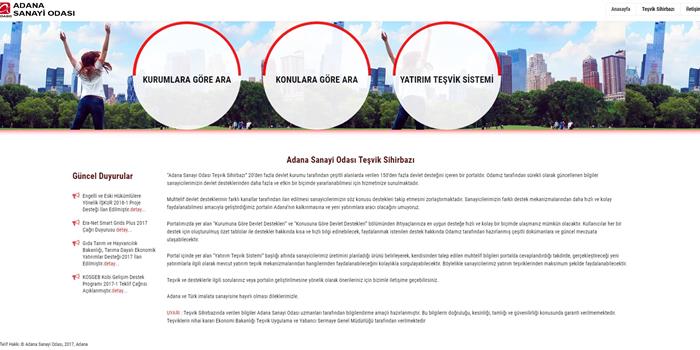 ADANA
SANAYİ ODASI
Anasayfa
Teşvik Sihirbazı
İletişim
KURUMLARA GÖRE ARA
KONULARA GÖRE ARA
YATIRIM TEŞVİK SİSTEMİ
Adana Sanayi Odası Teşvik Sihirbazı
Güncel Duyurular
Engelli ve Eski Hükümlülere
Yönelik İŞKUR 2018-1 Proje
Desteği İlan Edilmiştir.detay...
Era-Net Smart Grids Plus 2017
Çağrı Duyurusu detay...
Gıda Tarım ve Hayvancılık
Bakanlığı, Tarıma Dayalı Ekonomik
Yatırımlar Desteği-2017 İlan
Edilmiştir.detay...
KOSGEB Kobi Gelişim Destek
Programı 2017-1 Teklif Çağrısı
Açıklanmıştır.detay...
"Adana Sanayi Odası Teşvik Sihirbazı" 20'den fazla devlet kurumu tarafından çeşitli alanlarda verilen 150'den fazla devlet desteğini içeren bir portaldır. Odamız tarafından sürekli olarak güncellenen bilgiler
sanayicilerimizin devlet desteklerinden daha fazla ve etkin bir biçimde yararlanabilmesi için hizmetinize sunulmaktadır.
Muhtelif devlet desteklerinin farklı kanallar tarafından ilan edilmesi sanayicilerimizin söz konusu destekleri takip etmesini zorlaştırmaktadır. Sanayicilerimizin farklı destek mekanizmalarından daha hızlı ve kolay
faydalanabilmesi amacıyla geliştirdiğimiz portalın Adana'nın kalkınmasına ve yeni yatırımlara aracı olacağını umuyoruz.
Portalımızda yer alan "Kurumuna Göre Devlet Destekleri" ve "Konusuna Göre Devlet Destekleri" bölümünden ihtiyaçlarınıza en uygun desteğe hızlı ve kolay bir biçimde ulaşmanız mümkün olacaktır. Kullanıcılar her bir
destek için oluşturulmuş özet tablolar ile destekler hakkında kısa ve hızlı bilgi edinebilecek, faydalanmak istenilen destek hakkında Odamız tarafından hazırlanmış çeşitli dokümanlara ve güncel mevzuata
ulaşabilecektir.
Portal içinde yer alan "Yatırım Teşvik Sistemi" başlığı altında sanayicilerimiz üretimini planladığı ürünü belirleyerek, kendisinden talep edilen muhtelif bilgileri portalda cevaplandırdığı takdirde, gerçekleştireceği yeni
yatırımlarla ilgili olarak mevcut yatırım teşvik mekanizmalarından hangilerinden faydalanabileceğini kolaylıkla sorgulayabilecektir. Böylelikle sanayicilerimiz yatırım teşviklerinden maksimum şekilde faydalanabilecektir.
Teşvik ve desteklerle ilgili sorularınız veya portalın geliştirilmesine yönelik olarak önerileriniz için bizimle iletişime geçebilirsiniz.
Adana ve Türk imalata sanayisine hayırlı olması dileklerimizle.
UYARI : Teşvik Sihirbazında verilen bilgiler Adana Sanayi Odası uzmanları tarafından bilgilendirme amaçlı hazırlanmıştır. Bu bilgilerin doğruluğu, kesinliği, tamlığı ve güvenilirliği konusunda garanti verilmemektedir.
Teşviklerin nihai kararı Ekonomi Bakanlığı Teşvik Uygulama ve Yabancı Sermaye Genel Müdürlüğü tarafından verilmektedir
Telif Hakkı © Adana Sanayi Odası, 2017, Adana